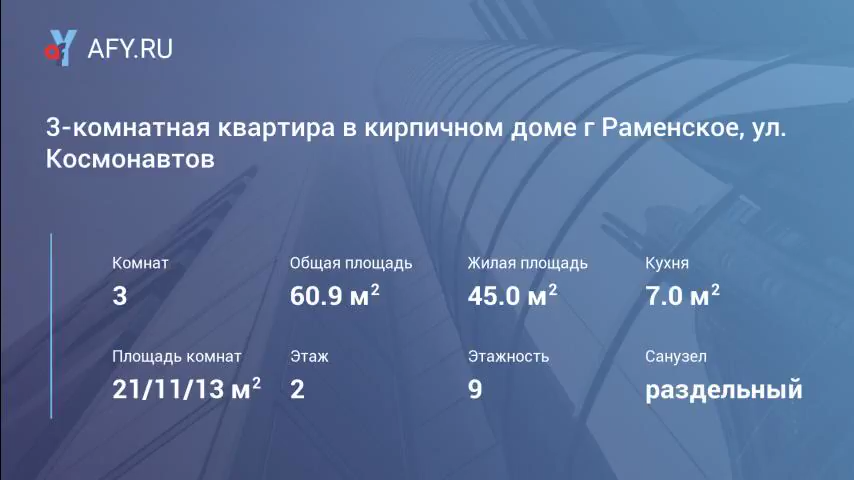 AFY.RU
3-комнатная квартира в кирпичном доме г Раменское, ул.
Космонавтов
Комнат
3
Общая площадь
60.9 м²
Жилая площадь
45.0 м²
Кухня
7.0 м²
Площадь комнат
21/11/13 м²
Этаж
2
Этажность
9
Санузел
раздельный